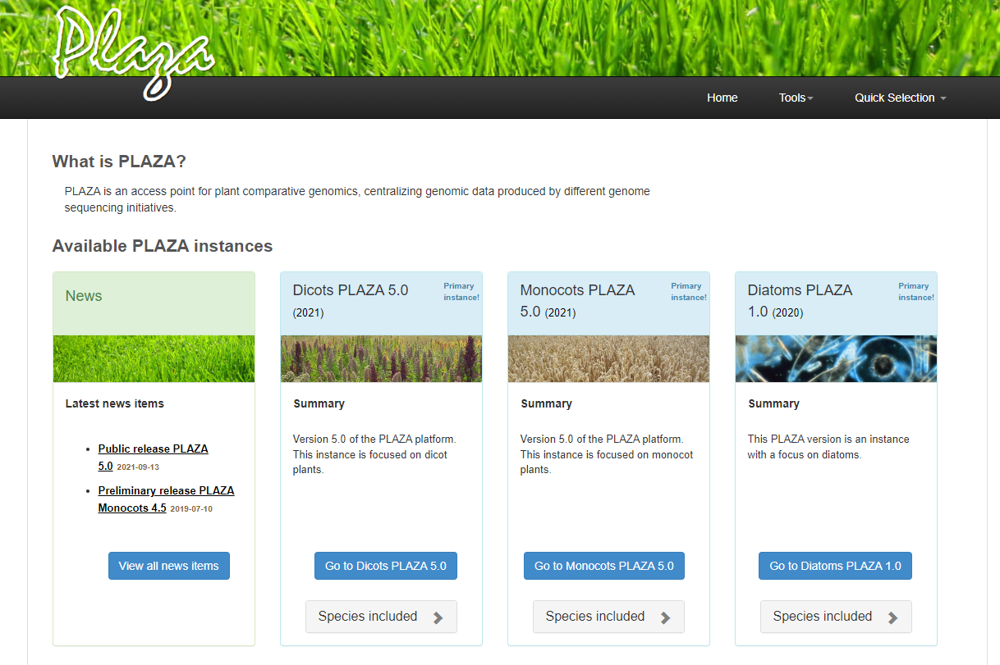 Plaza
Home
Tools
Quick Selection
What is PLAZA?
PLAZA is an access point for plant comparative genomics, centralizing genomic data produced by different genome
sequencing initiatives.
Available PLAZA instances
News
Latest news items
Public release PLAZA
5.0 2021-09-13
Preliminary release PLAZA
Monocots 4.5 2019-07-10
View all news items
Dicots PLAZA 5.0
(2021)
Primary
instance!
Summary
Version 5.0 of the PLAZA platform.
This instance is focused on dicot
plants.
Go to Dicots PLAZA 5.0
Species included
Monocots PLAZA
5.0 (2021)
Primary
instance!
Summary
Version 5.0 of the PLAZA platform.
This instance is focused on monocot
plants.
Go to Monocots PLAZA 5.0
Species included
Diatoms PLAZA
1.0 (2020)
Primary
instance!
Summary
This PLAZA version is an instance
with a focus on diatoms.
Go to Diatoms PLAZA 1.0
Species included